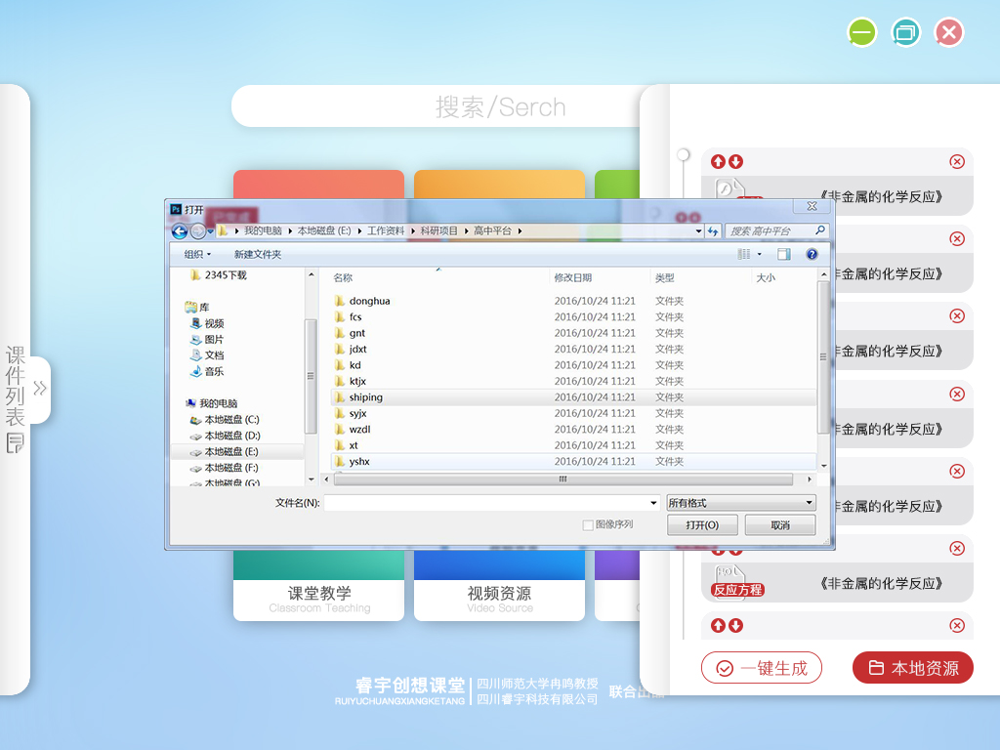 搜索/Serch
课件列表
Ps 打开
已完成
我的电脑 本地磁盘 (E:) 工作资料 科研项目 高中平台
搜索 高中平台
组织 新建文件夹
2345下载
库
视频
图片
文档
音乐
我的电脑
本地磁盘 (C:)
本地磁盘 (D:)
本地磁盘 (E:)
本地磁盘 (F:)
本地磁盘 (G:)
名称 修改日期 类型 大小
donghua 2016/10/24 11:21 文件夹
fcs 2016/10/24 11:21 文件夹
gnt 2016/10/24 11:21 文件夹
jdxt 2016/10/24 11:21 文件夹
kd 2016/10/24 11:21 文件夹
ktjx 2016/10/24 11:21 文件夹
shiping 2016/10/24 11:21 文件夹
syjx 2016/10/24 11:21 文件夹
wzdl 2016/10/24 11:21 文件夹
xt 2016/10/24 11:21 文件夹
yshx 2016/10/24 11:21 文件夹
文件名(N):
所有格式
图像序列
打开(O)
取消
《非金属的化学反应》
非金属的化学反应》
非金属的化学反应》
非金属的化学反应》
非金属的化学反应》
反应方程
《非金属的化学反应》
一键生成
本地资源
课堂教学
Classroom Teaching
视频资源
Video Source
睿宇创想课堂
RUIYUCHUANGXIANGKETANG
四川师范大学冉鸣教授
四川睿宇科技有限公司
联合出品